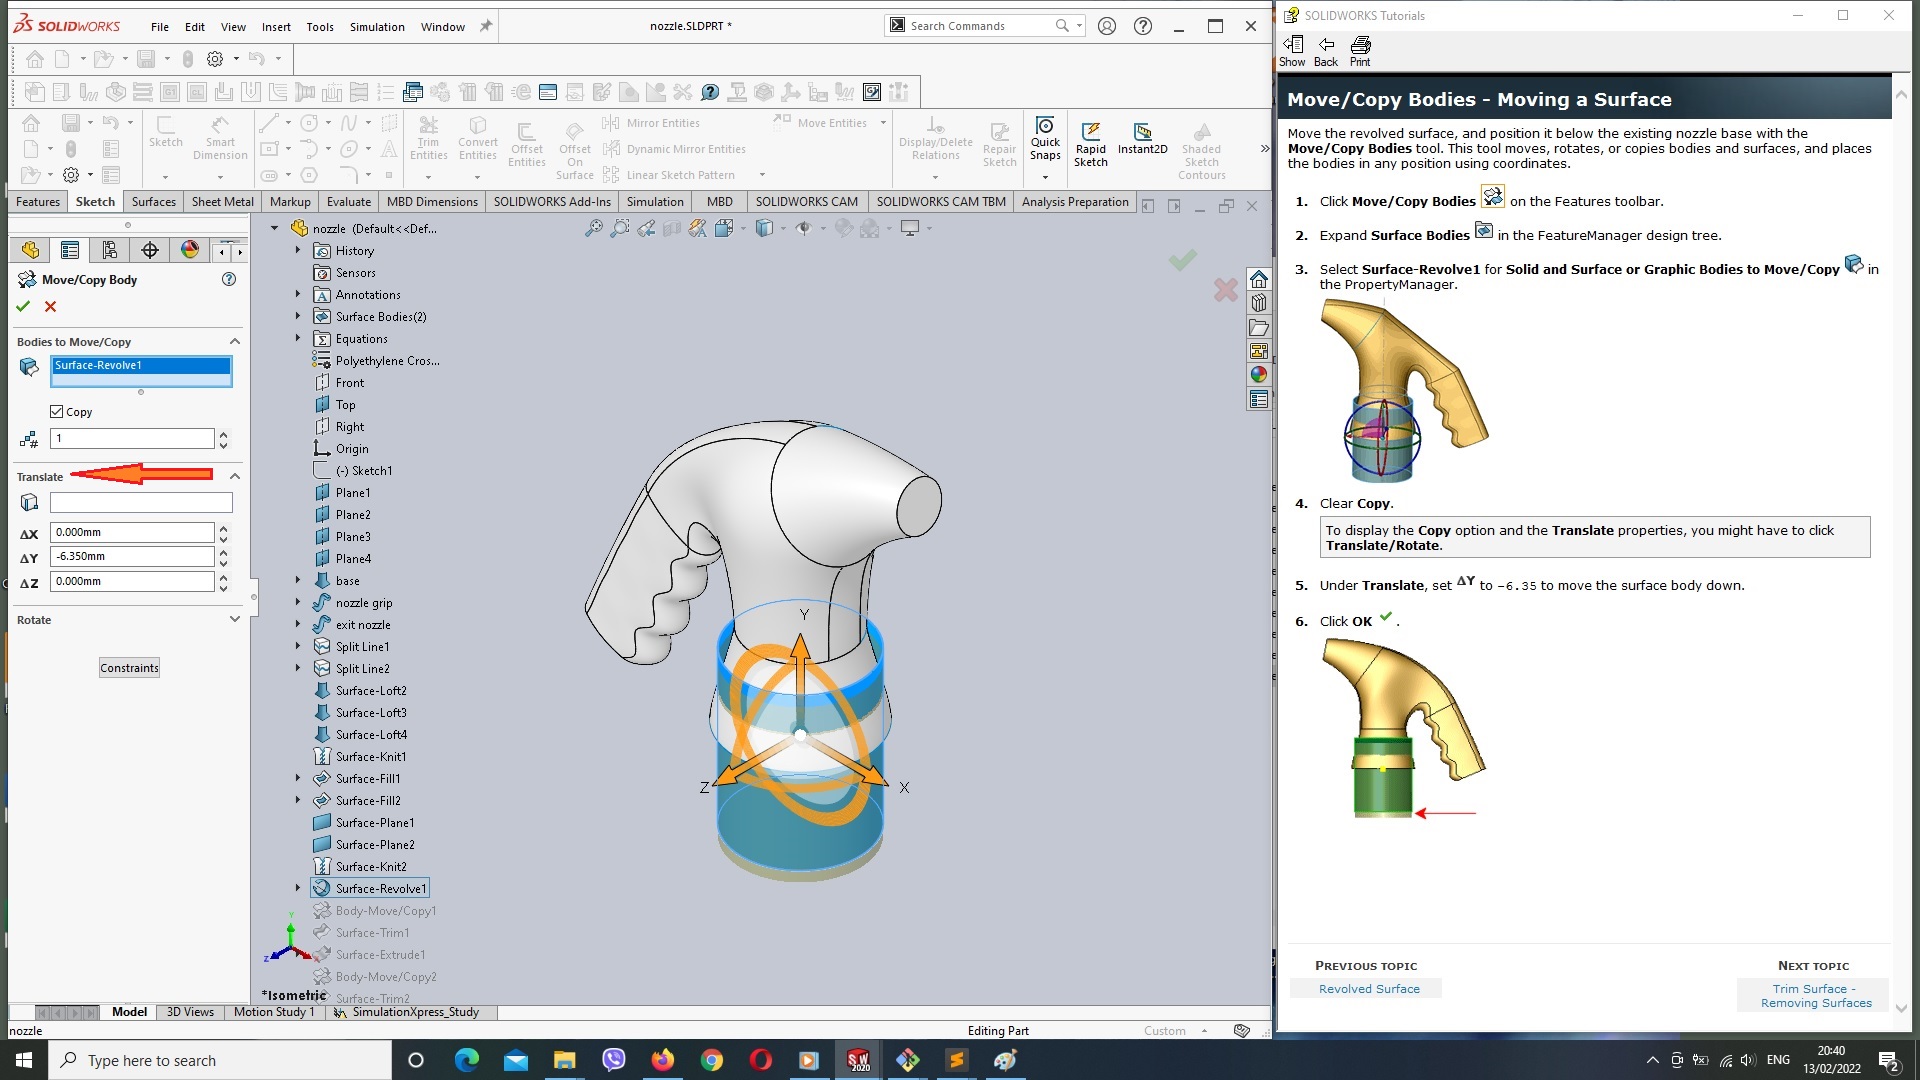 SOLIDWORKS
File Edit View Insert Tools Simulation Window
nozzle.SLDPRT *
Search Commands
Sketch
Smart Dimension
Trim Entities
Convert Entities
Offset Entities
Offset On Surface
Mirror Entities
Dynamic Mirror Entities
Linear Sketch Pattern
Move Entities
Display/Delete Relations
Repair Sketch
Quick Snaps
Rapid Sketch
Instant2D
Shaded Sketch Contours
Features Sketch Surfaces Sheet Metal Markup Evaluate MBD Dimensions SOLIDWORKS Add-Ins Simulation MBD SOLIDWORKS CAM SOLIDWORKS CAM TBM Analysis Preparation
Move/Copy Body
Bodies to Move/Copy
Surface-Revolve1
Copy
1
Translate
ΔX 0.000mm
ΔY -6.350mm
ΔZ 0.000mm
Rotate
Constraints
nozzle (Default<<Def...
History
Sensors
Annotations
Surface Bodies(2)
Equations
Polyethylene Cros...
Front
Top
Right
Origin
(-) Sketch1
Plane1
Plane2
Plane3
Plane4
base
nozzle grip
exit nozzle
Split Line1
Split Line2
Surface-Loft2
Surface-Loft3
Surface-Loft4
Surface-Knit1
Surface-Fill1
Surface-Fill2
Surface-Plane1
Surface-Plane2
Surface-Knit2
Surface-Revolve1
Body-Move/Copy1
Surface-Trim1
Surface-Extrude1
Body-Move/Copy2
Surface-Trim2
Y
Z
X
Y
Z
*Isometric
Model 3D Views Motion Study 1 SimulationXpress_Study
nozzle
Editing Part
Custom
SOLIDWORKS Tutorials
Show Back Print
Move/Copy Bodies - Moving a Surface
Move the revolved surface, and position it below the existing nozzle base with the
Move/Copy Bodies tool. This tool moves, rotates, or copies bodies and surfaces, and places
the bodies in any position using coordinates.
1. Click Move/Copy Bodies on the Features toolbar.
2. Expand Surface Bodies in the FeatureManager design tree.
3. Select Surface-Revolve1 for Solid and Surface or Graphic Bodies to Move/Copy in
the PropertyManager.
4. Clear Copy.
To display the Copy option and the Translate properties, you might have to click
Translate/Rotate.
5. Under Translate, set ΔY to -6.35 to move the surface body down.
6. Click OK .
PREVIOUS TOPIC
Revolved Surface
NEXT TOPIC
Trim Surface -
Removing Surfaces
Type here to search
SW
2020
ENG
20:40
13/02/2022
2